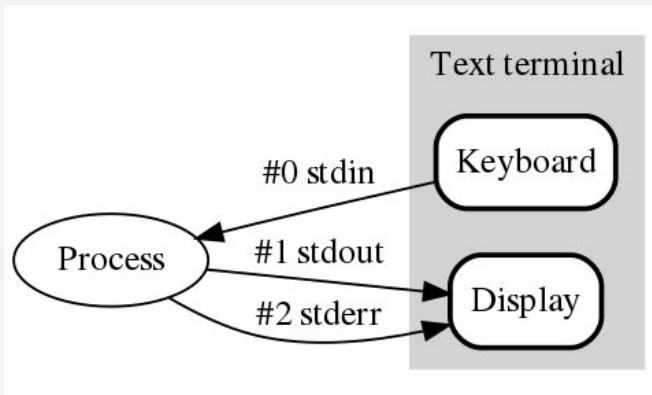 Text terminal
Keyboard
#0 stdin
#1 stdout
Process
Display
#2 stderr